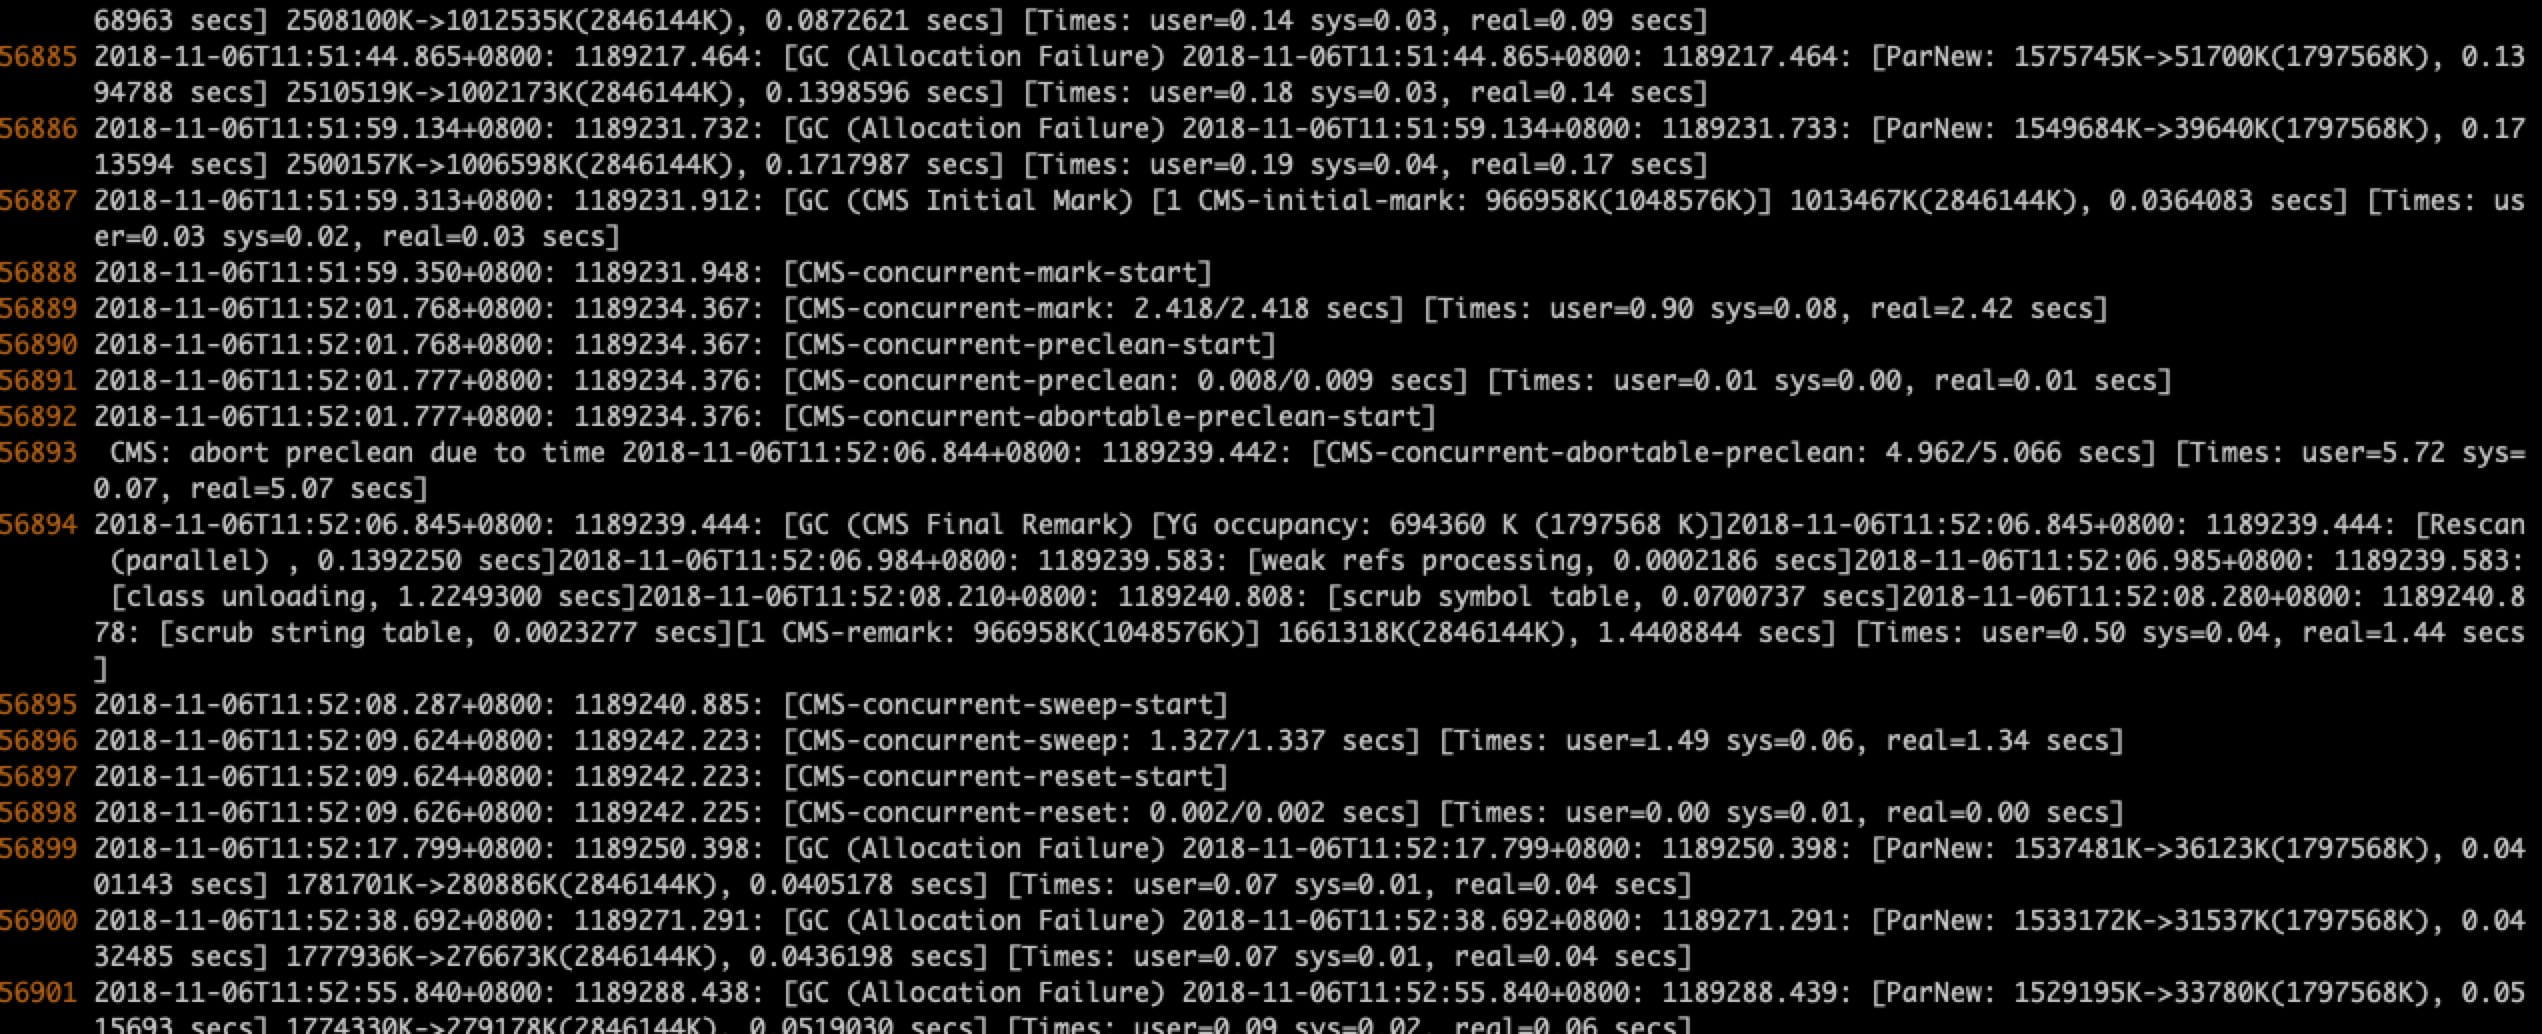 68963 secs] 2508100K->1012535K(2846144K), 0.0872621 secs] [Times: user=0.14 sys=0.03, real=0.09 secs]
56885 2018-11-06T11:51:44.865+0800: 1189217.464: [GC (Allocation Failure) 2018-11-06T11:51:44.865+0800: 1189217.464: [ParNew: 1575745K->51700K(1797568K), 0.13
94788 secs] 2510519K->1002173K(2846144K), 0.1398596 secs] [Times: user=0.18 sys=0.03, real=0.14 secs]
56886 2018-11-06T11:51:59.134+0800: 1189231.732: [GC (Allocation Failure) 2018-11-06T11:51:59.134+0800: 1189231.733: [ParNew: 1549684K->39640K(1797568K), 0.17
13594 secs] 2500157K->1006598K(2846144K), 0.1717987 secs] [Times: user=0.19 sys=0.04, real=0.17 secs]
56887 2018-11-06T11:51:59.313+0800: 1189231.912: [GC (CMS Initial Mark) [1 CMS-initial-mark: 966958K(1048576K)] 1013467K(2846144K), 0.0364083 secs] [Times: us
er=0.03 sys=0.02, real=0.03 secs]
56888 2018-11-06T11:51:59.350+0800: 1189231.948: [CMS-concurrent-mark-start]
56889 2018-11-06T11:52:01.768+0800: 1189234.367: [CMS-concurrent-mark: 2.418/2.418 secs] [Times: user=0.90 sys=0.08, real=2.42 secs]
56890 2018-11-06T11:52:01.768+0800: 1189234.367: [CMS-concurrent-preclean-start]
56891 2018-11-06T11:52:01.777+0800: 1189234.376: [CMS-concurrent-preclean: 0.008/0.009 secs] [Times: user=0.01 sys=0.00, real=0.01 secs]
56892 2018-11-06T11:52:01.777+0800: 1189234.376: [CMS-concurrent-abortable-preclean-start]
56893 CMS: abort preclean due to time 2018-11-06T11:52:06.844+0800: 1189239.442: [CMS-concurrent-abortable-preclean: 4.962/5.066 secs] [Times: user=5.72 sys=
0.07, real=5.07 secs]
56894 2018-11-06T11:52:06.845+0800: 1189239.444: [GC (CMS Final Remark) [YG occupancy: 694360 K (1797568 K)]2018-11-06T11:52:06.845+0800: 1189239.444: [Rescan
(parallel) , 0.1392250 secs]2018-11-06T11:52:06.984+0800: 1189239.583: [weak refs processing, 0.0002186 secs]2018-11-06T11:52:06.985+0800: 1189239.583:
[class unloading, 1.2249300 secs]2018-11-06T11:52:08.210+0800: 1189240.808: [scrub symbol table, 0.0700737 secs]2018-11-06T11:52:08.280+0800: 1189240.8
78: [scrub string table, 0.0023277 secs][1 CMS-remark: 966958K(1048576K)] 1661318K(2846144K), 1.4408844 secs] [Times: user=0.50 sys=0.04, real=1.44 secs
]
56895 2018-11-06T11:52:08.287+0800: 1189240.885: [CMS-concurrent-sweep-start]
56896 2018-11-06T11:52:09.624+0800: 1189242.223: [CMS-concurrent-sweep: 1.327/1.337 secs] [Times: user=1.49 sys=0.06, real=1.34 secs]
56897 2018-11-06T11:52:09.624+0800: 1189242.223: [CMS-concurrent-reset-start]
56898 2018-11-06T11:52:09.626+0800: 1189242.225: [CMS-concurrent-reset: 0.002/0.002 secs] [Times: user=0.00 sys=0.01, real=0.00 secs]
56899 2018-11-06T11:52:17.799+0800: 1189250.398: [GC (Allocation Failure) 2018-11-06T11:52:17.799+0800: 1189250.398: [ParNew: 1537481K->36123K(1797568K), 0.04
01143 secs] 1781701K->280886K(2846144K), 0.0405178 secs] [Times: user=0.07 sys=0.01, real=0.04 secs]
56900 2018-11-06T11:52:38.692+0800: 1189271.291: [GC (Allocation Failure) 2018-11-06T11:52:38.692+0800: 1189271.291: [ParNew: 1533172K->31537K(1797568K), 0.04
32485 secs] 1777936K->276673K(2846144K), 0.0436198 secs] [Times: user=0.07 sys=0.01, real=0.04 secs]
56901 2018-11-06T11:52:55.840+0800: 1189288.438: [GC (Allocation Failure) 2018-11-06T11:52:55.840+0800: 1189288.439: [ParNew: 1529195K->33780K(1797568K), 0.05
15693 secs] 1774330K->279178K(2846144K), 0.0519030 secs] [Times: user=0.09 sys=0.02, real=0.06 secs]